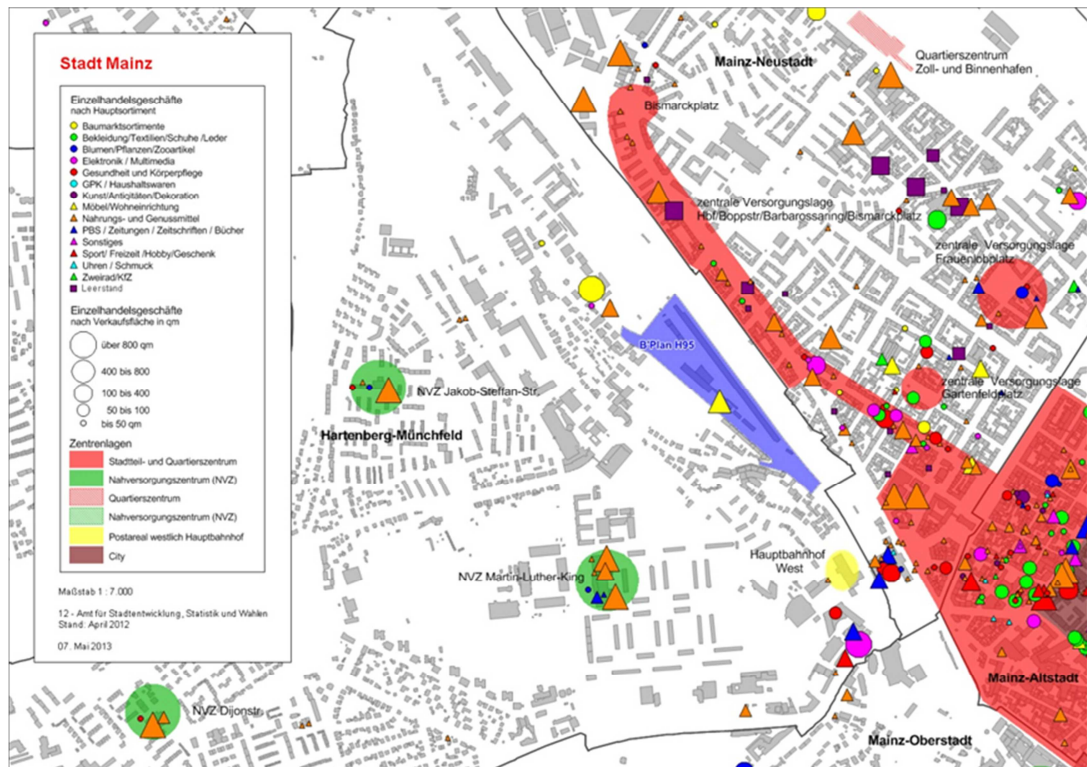 Stadt Mainz
Einzelhandelsgeschäfte
nach Hauptsortiment
Baumarktsortimente
Bekleidung/Textilien/Schuhe /Leder
Blumen/Pflanzen/Zooartikel
Elektronik / Multimedia
Gesundheit und Körperpflege
GPK / Haushaltswaren
Kunst/Antiqitäten/Dekoration
Möbel/Wohneinrichtung
Nahrungs- und Genussmittel
PBS / Zeitungen / Zeitschriften / Bücher
Sonstiges
Sport/ Freizeit /Hobby/Geschenk
Uhren / Schmuck
Zweirad/KfZ
Leerstand
Einzelhandelsgeschäfte
nach Verkaufsfläche in qm
über 800 qm
400 bis 800
100 bis 400
50 bis 100
bis 50 qm
Zentrenlagen
Stadtteil- und Quartierszentrum
Nahversorgungszentrum (NVZ)
Quartierszentrum
Nahversorgungszentrum (NVZ)
Postareal westlich Hauptbahnhof
City
Maßstab 1 : 7.000
12 - Amt für Stadtentwicklung, Statistik und Wahlen
Stand: April 2012
07. Mai 2013
Mainz-Neustadt
Quartierszentrum
Zoll- und Binnenhafen
Bismarckplatz
zentrale Versorgungslage
Hbf/Boppstr/Barbarossaring/Bismarckplatz
zentrale Versorgungslage
Frauenlobplatz
B'Plan H95
zentrale Versorgungslage
Gartenfeldplatz
NVZ Jakob-Steffan-Str.
Hartenberg-Münchfeld
Hauptbahnhof
West
NVZ Martin-Luther-King
Mainz-Altstadt
NVZ Dijonstr.
Mainz-Oberstadt